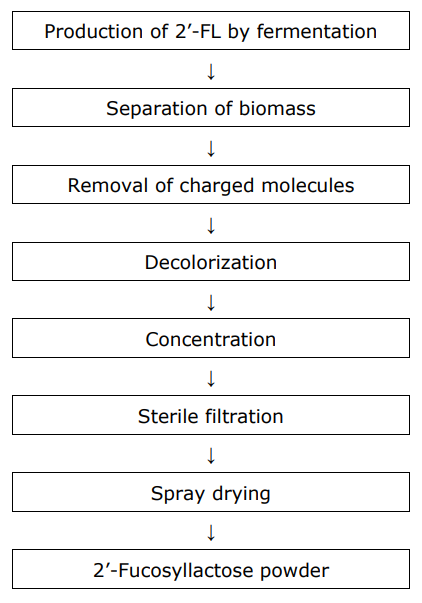 Production of 2’-FL by fermentation
↓
Separation of biomass
↓
Removal of charged molecules
↓
Decolorization
↓
Concentration
↓
Sterile filtration
↓
Spray drying
↓
2’-Fucosyllactose powder